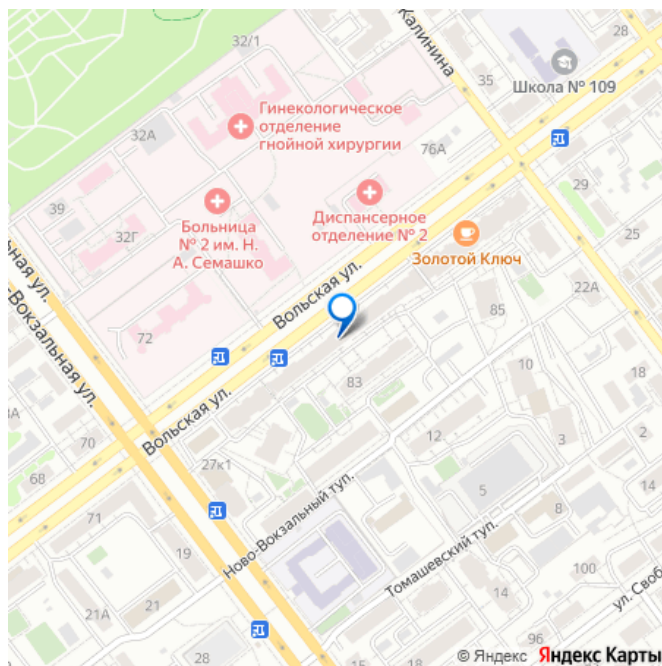 32/1
28
Калинина
35
Школа № 109
Гинекологическое
отделение
гнойной хирургии
32А
76А
39
29
32Г
Больница
№ 2 им. Н.
А. Семашко
Диспансерное
отделение № 2
25
Золотой Ключ
Вольская ул.
22А
72
85
-Вокзальная ул.
83
10
Вольская ул.
70
12
3
2
68
27к1
Ново-Вокзальный туп.
5
71
8
19
Томашевский туп.
100
21А
21
14
ул. Своб
96
28
© Яндекс Яндекс Карты